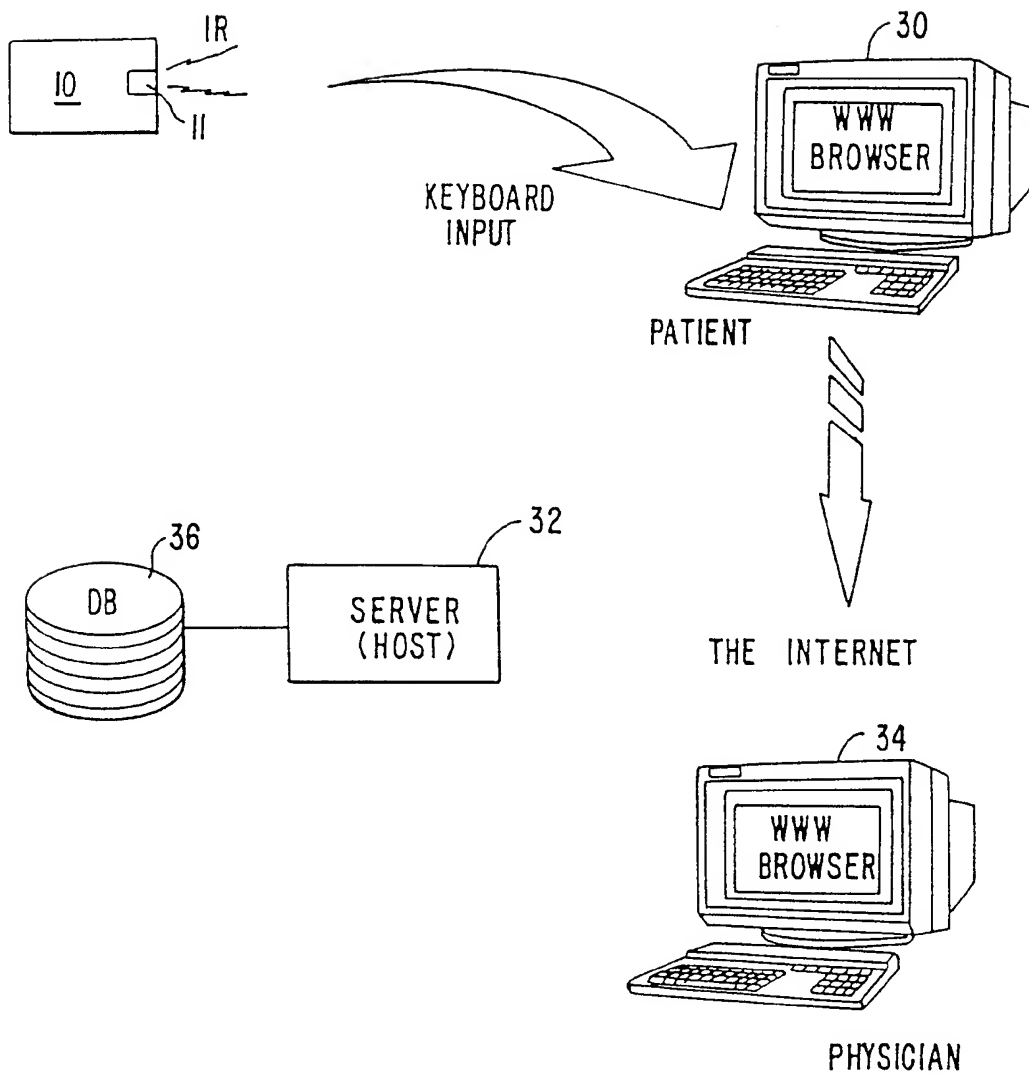 IR
10
11
30
WWW
BROWSER
KEYBOARD
INPUT
PATIENT
36
DB
32
SERVER
(HOST)
THE INTERNET
34
WWW
BROWSER
PHYSICIAN